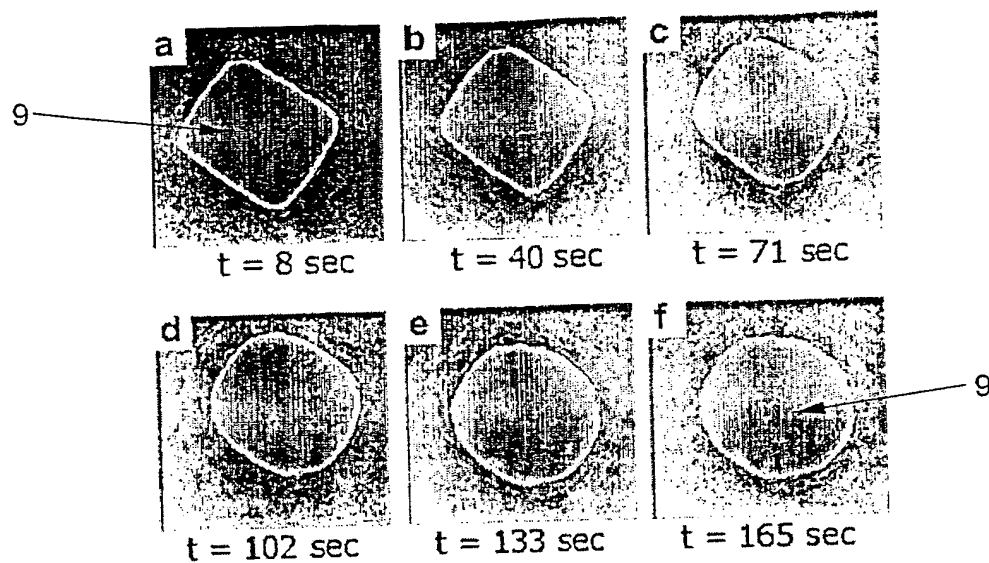 a
b
c
9
t = 8 sec
t = 40 sec
t = 71 sec
d
e
f
9
t = 102 sec
t = 133 sec
t = 165 sec